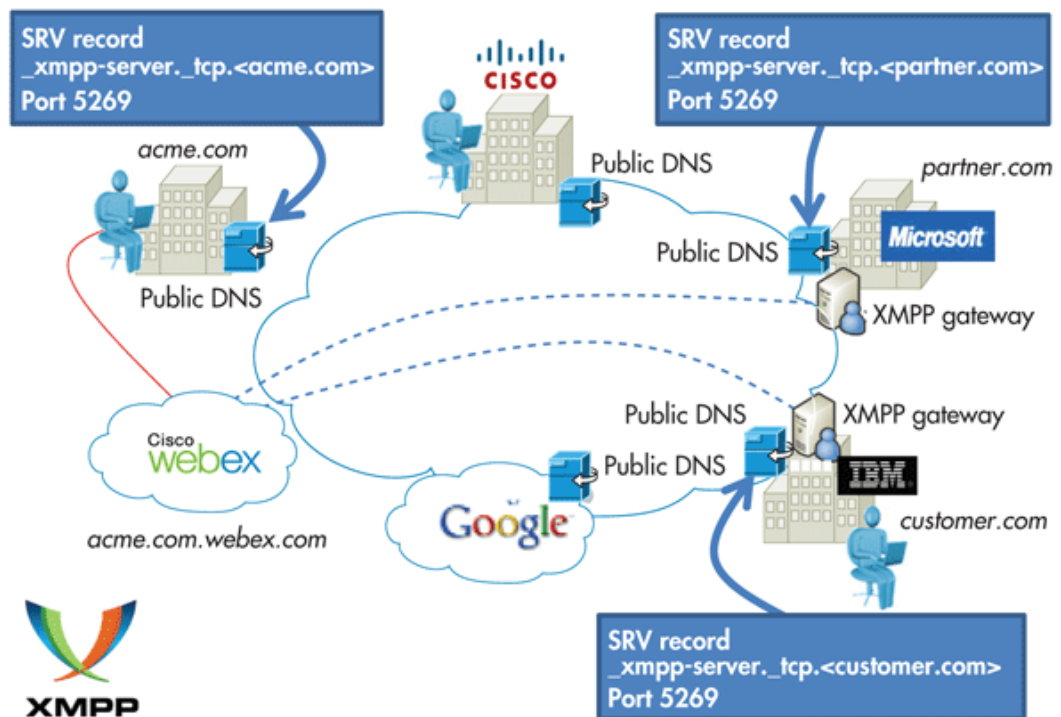 SRV record
_xmpp-server._tcp.<acme.com>
Port 5269
CISCO
SRV record
_xmpp-server._tcp.<partner.com>
Port 5269
acme.com
Public DNS
partner.com
Public DNS
Microsoft
Public DNS
XMPP gateway
Public DNS
XMPP gateway
Cisco
webex
Public DNS
IBM
Google
customer.com
acme.com.webex.com
SRV record
_xmpp-server._tcp.<customer.com>
Port 5269
XMPP